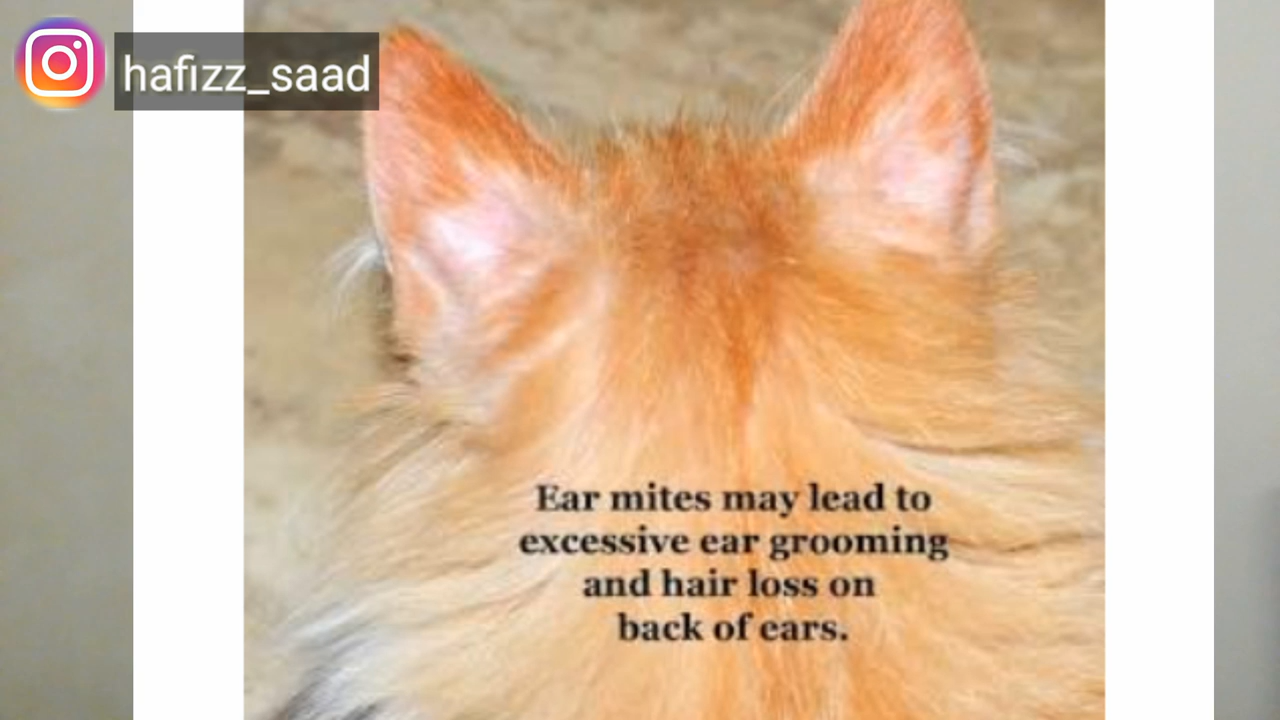 hafizz_saad
Ear mites may lead to
excessive ear grooming
and hair loss on
back of ears.